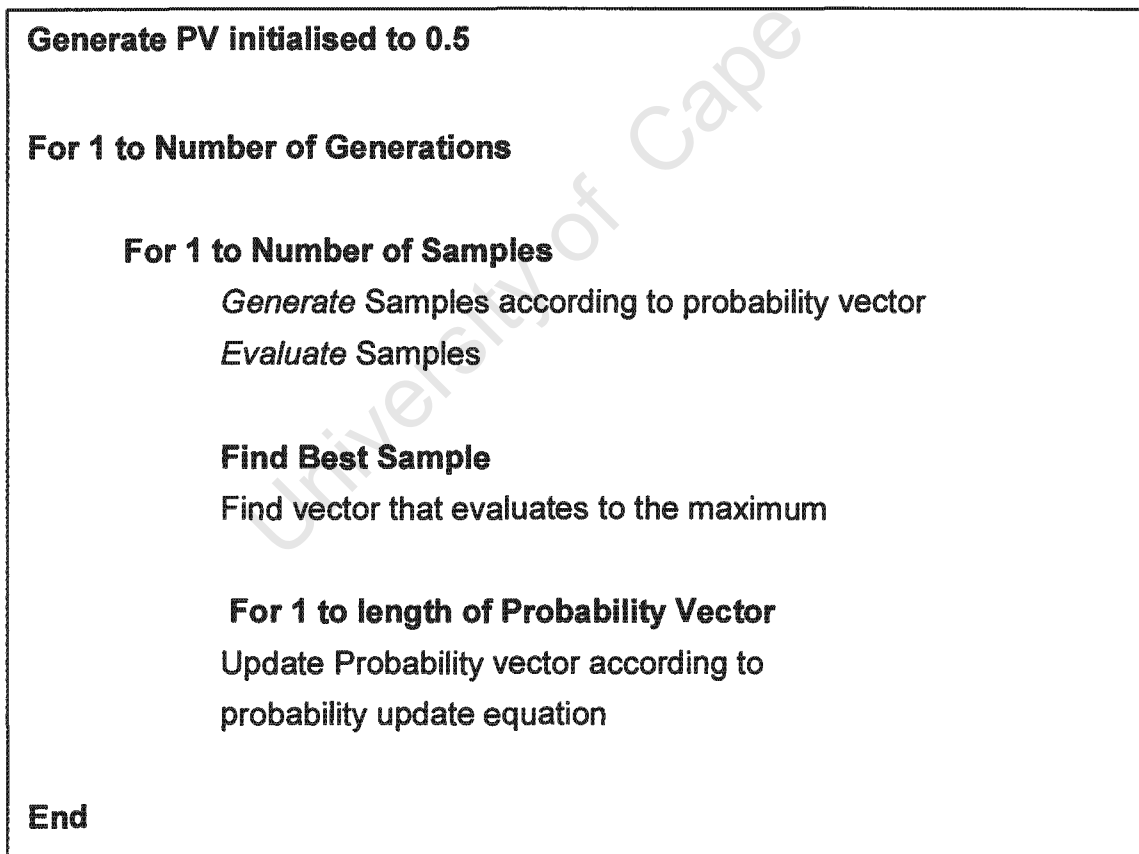 Generate PV initialised to 0.5
For 1 to Number of Generations
For 1 to Number of Samples
Generate Samples according to probability vector
Evaluate Samples
Find Best Sample
Find vector that evaluates to the maximum
For 1 to length of Probability Vector
Update Probability vector according to
probability update equation
End
University of Cape